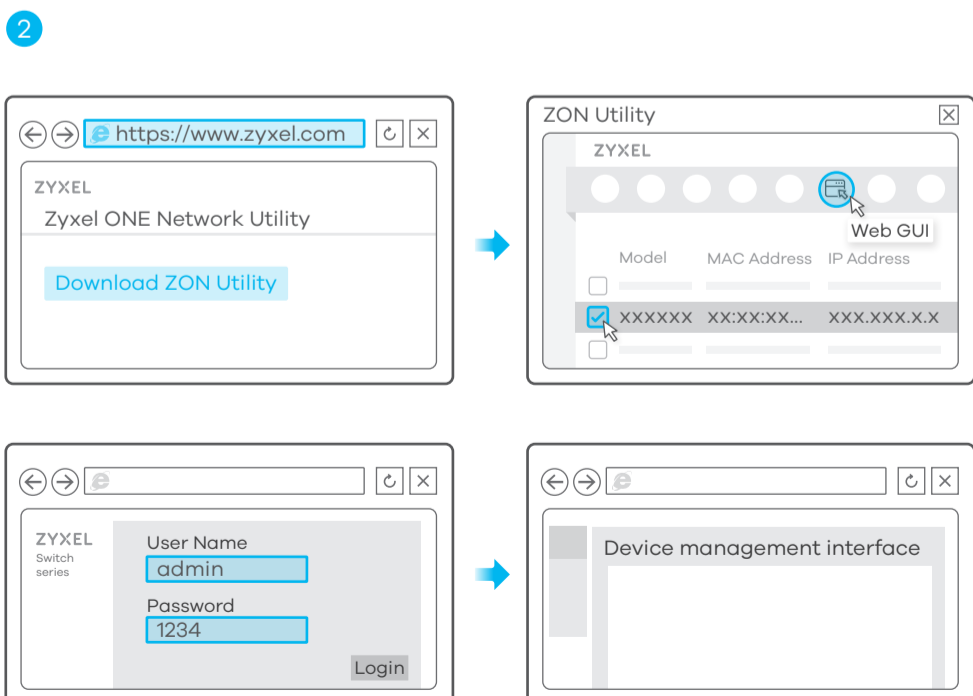 2
https://www.zyxel.com
ZYXEL
Zyxel ONE Network Utility
Download ZON Utility
ZON Utility
ZYXEL
Web GUI
Model MAC Address IP Address
XXXXXX XX:XX:XX... XXX.XXX.X.X
ZYXEL
Switch
series
User Name
admin
Password
1234
Login
Device management interface